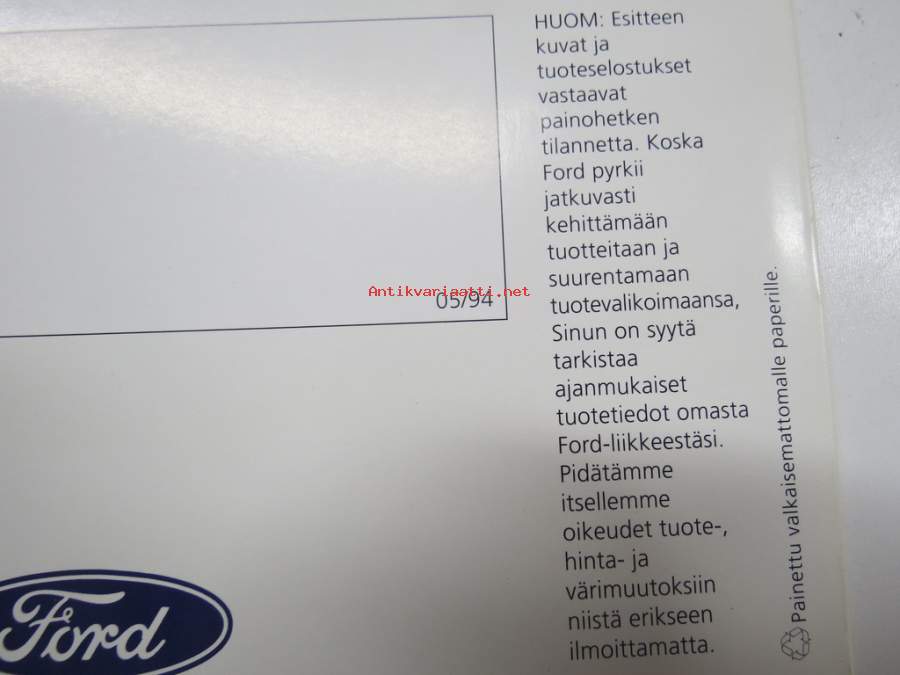 HUOM: Esitteen
kuvat ja
tuoteselostukset
vastaavat
painohetken
tilannetta. Koska
Ford pyrkii
jatkuvasti
kehittämään
tuotteitaan ja
suurentamaan
tuotevalikoimaansa,
Sinun on syytä
tarkistaa
ajanmukaiset
tuotetiedot omasta
Ford-liikkeestäsi.
Pidätämme
itsellemme
oikeudet tuote-,
hinta- ja
värimuutoksiin
niistä erikseen
ilmoittamatta.
Painettu valkaisemattomalle paperille.
Antikvariaatti.net
05/94
Ford